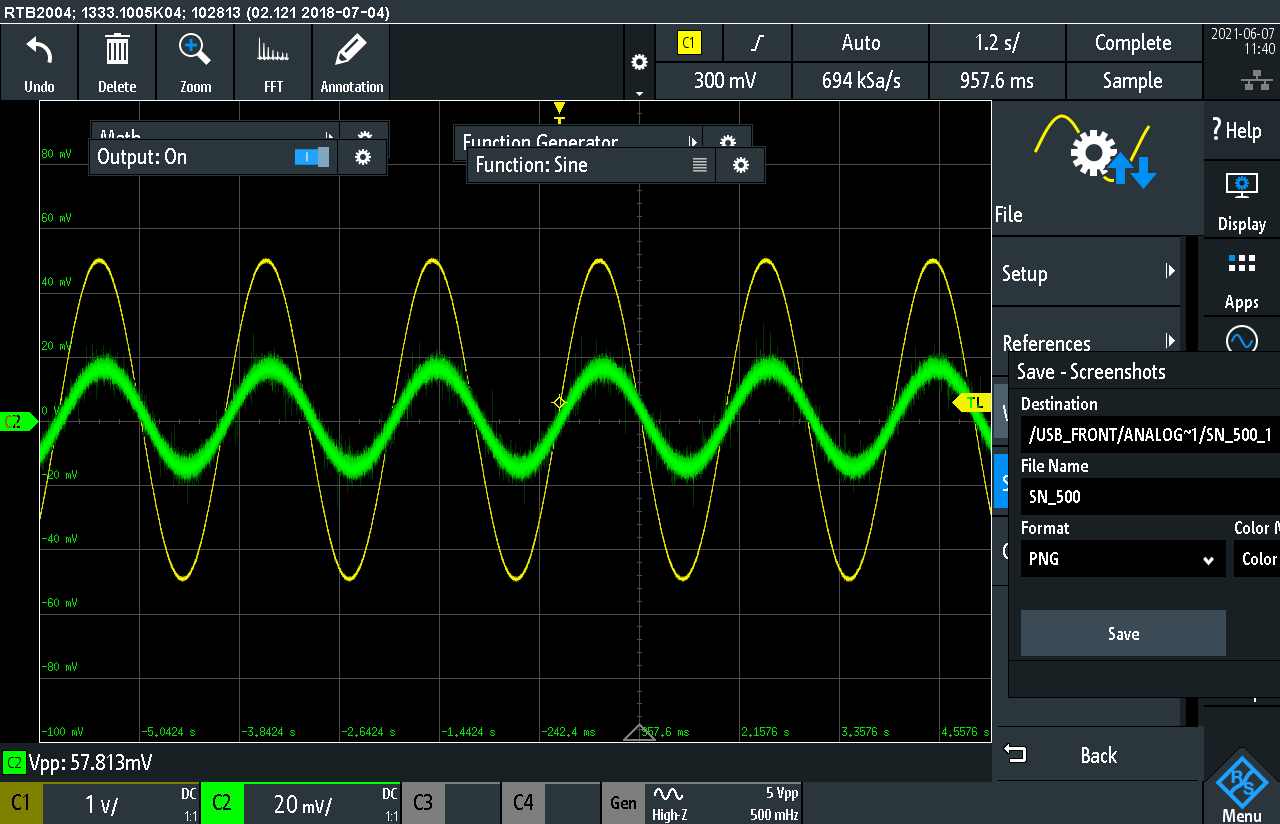 RTB2004; 1333.1005K04; 102813 (02.121 2018-07-04)
Undo
Delete
Zoom
FFT
Annotation
C1
Auto
1.2 s/
Complete
300 mV
694 kSa/s
957.6 ms
Sample
2021-06-07
11:40
Math
Output: On
Function Generator
Function: Sine
T
80 mV
60 mV
40 mV
20 mV
0 V
-20 mV
-40 mV
-60 mV
-80 mV
-100 mV
-5.0424 s
-3.8424 s
-2.6424 s
-1.4424 s
-242.4 ms
957.6 ms
2.1576 s
3.3576 s
4.5576 s
C2
TL
File
Setup
References
? Help
Display
Apps
Save - Screenshots
Destination
/USB_FRONT/ANALOG~1/SN_500_1
File Name
SN_500
Format
Color
PNG
Color
Save
Back
R S
Menu
C2 Vpp: 57.813mV
C1
1 V/
DC
1:1
C2
20 mV/
DC
1:1
C3
C4
Gen
High-Z
5 Vpp
500 mHz